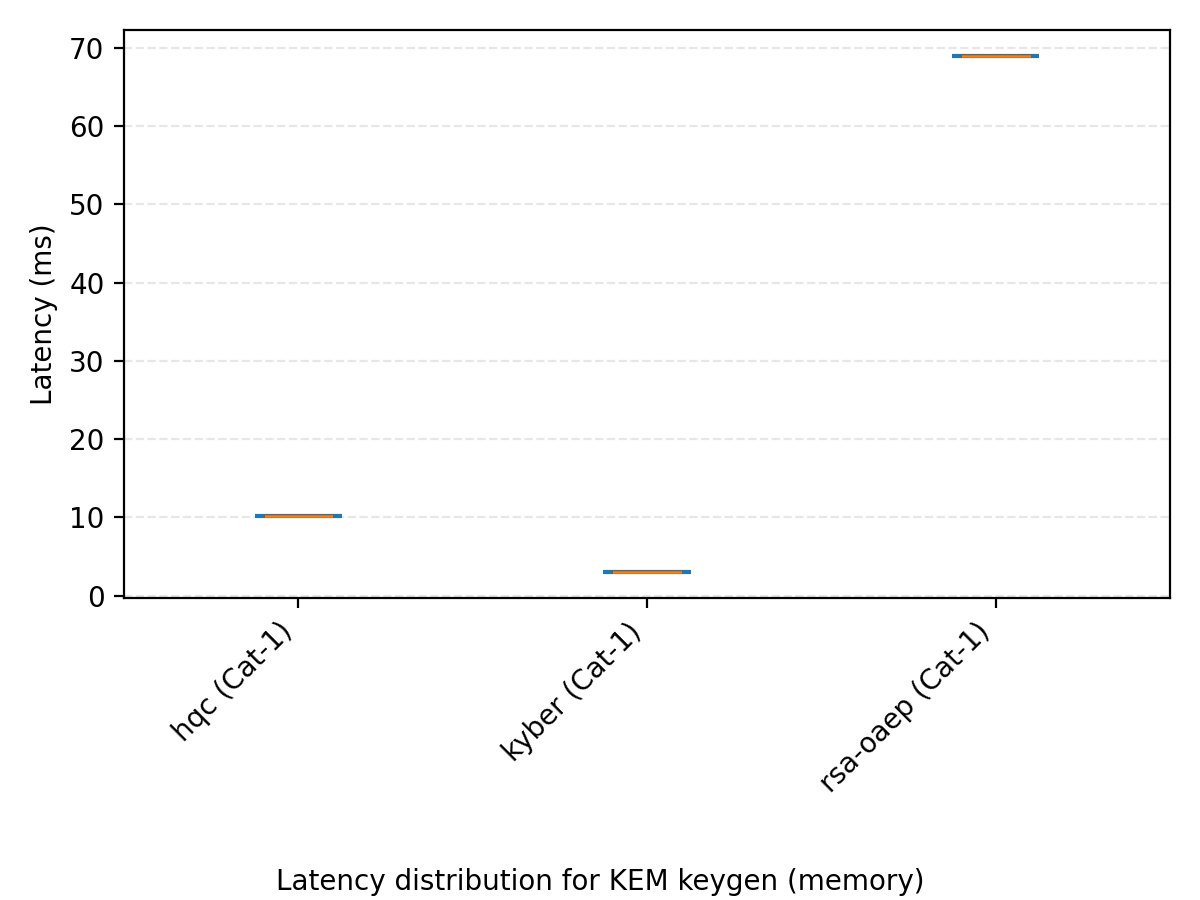 70
60
50
40
30
20
10
0
Latency (ms)
hqc (Cat-1)
kyber (Cat-1)
rsa-oaep (Cat-1)
Latency distribution for KEM keygen (memory)